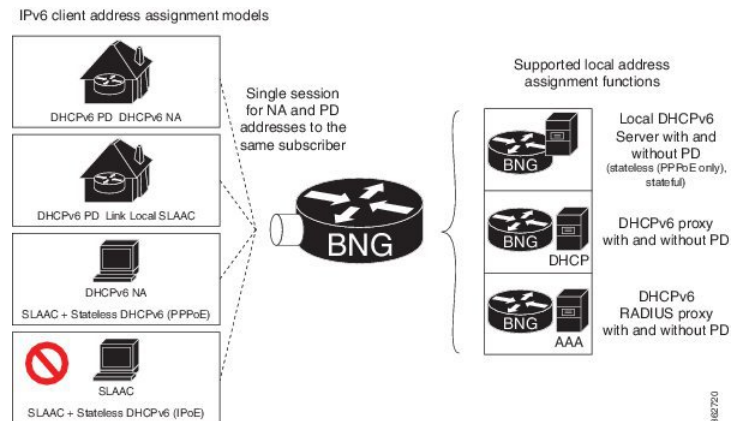 IPv6 client address assignment models
DHCPv6 PD DHCPv6 NA
DHCPv6 PD Link Local SLAAC
DHCPv6 NA
SLAAC + Stateless DHCPv6 (PPPoE)
SLAAC
SLAAC + Stateless DHCPv6 (IPoE)
Single session
for NA and PD
addresses to the
same subscriber
BNG
Supported local address
assignment functions
BNG
Local DHCPv6
Server with and
without PD
(stateless (PPPoE only),
stateful)
BNG
DHCP
DHCPv6 proxy
with and without PD
BNG
AAA
DHCPv6
RADIUS proxy
with and without PD